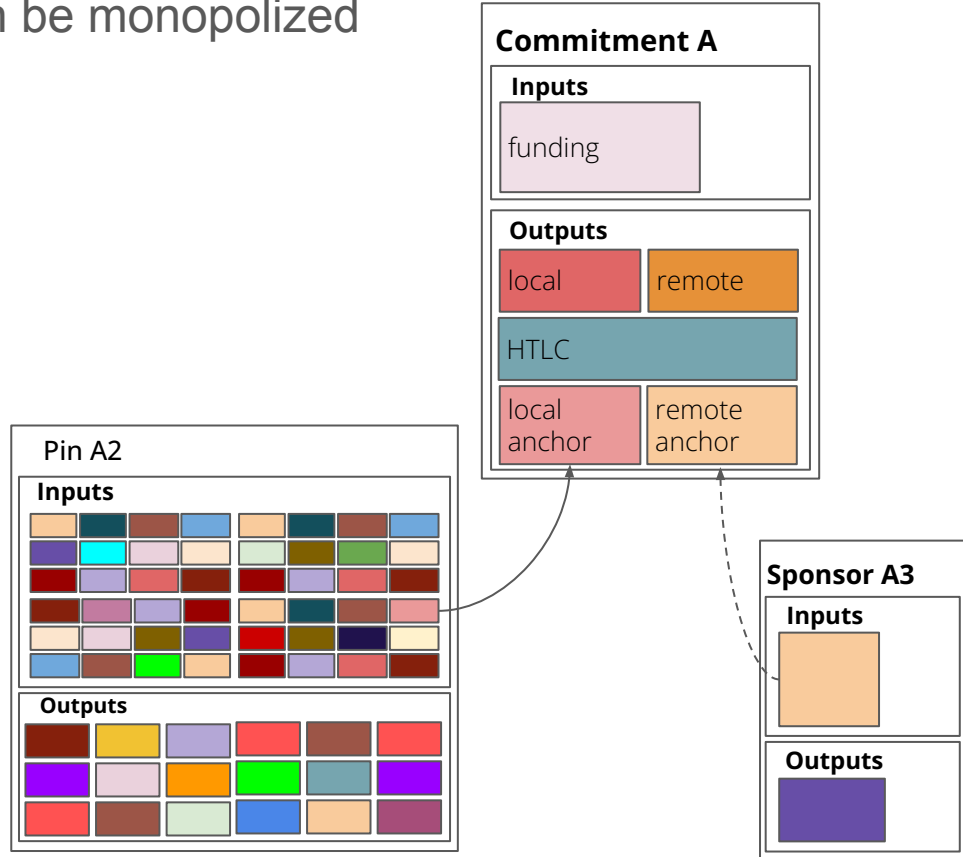 be monopolized
Commitment A
Inputs
funding
Outputs
local
remote
HTLC
local
anchor
remote
anchor
Pin A2
Inputs
Outputs
Sponsor A3
Inputs
Outputs